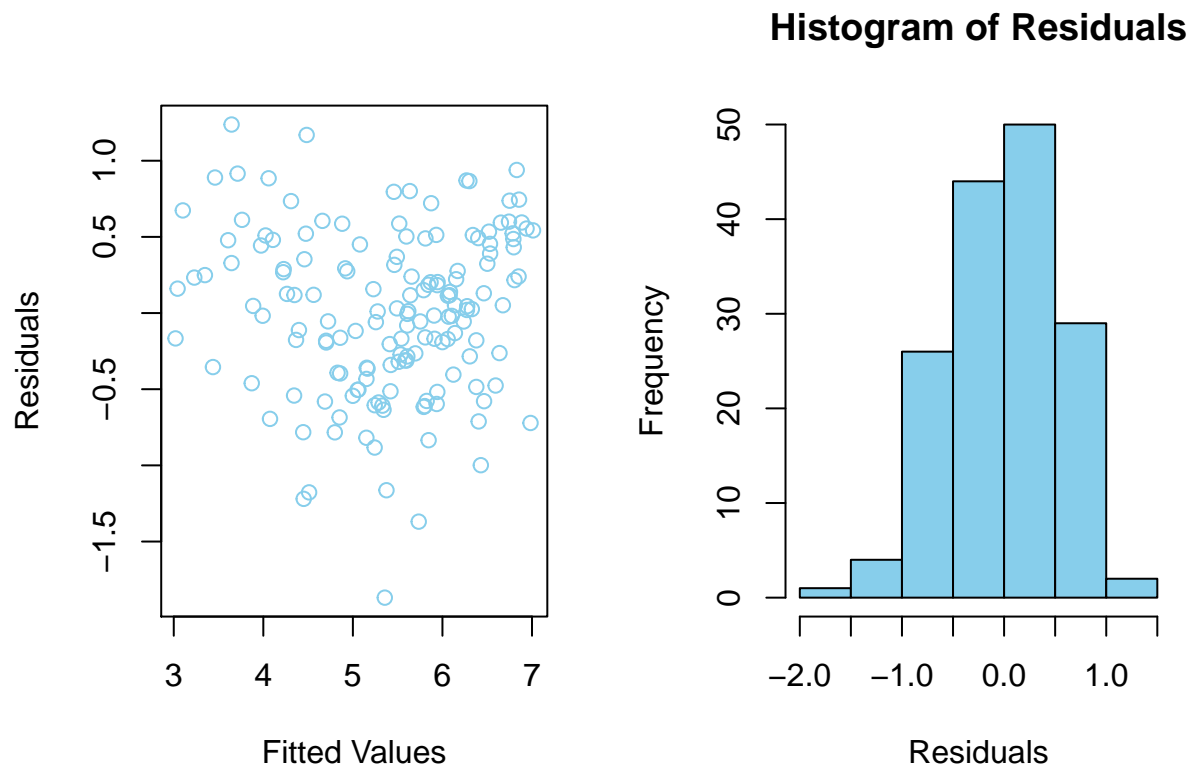 Histogram of Residuals
Residuals
1.0
0.5
−0.5
−1.5
3 4 5 6 7
Fitted Values
Frequency
50
40
30
20
10
0
−2.0 −1.0 0.0 1.0
Residuals